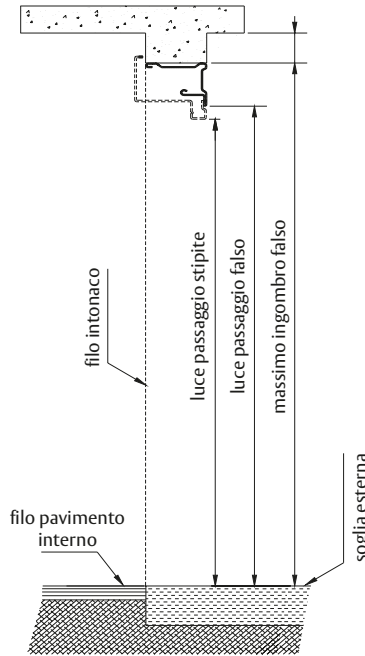 filo intonaco
luce passaggio stipite
luce passaggio falso
massimo ingombro falso
filo pavimento
interno
soglia esterna